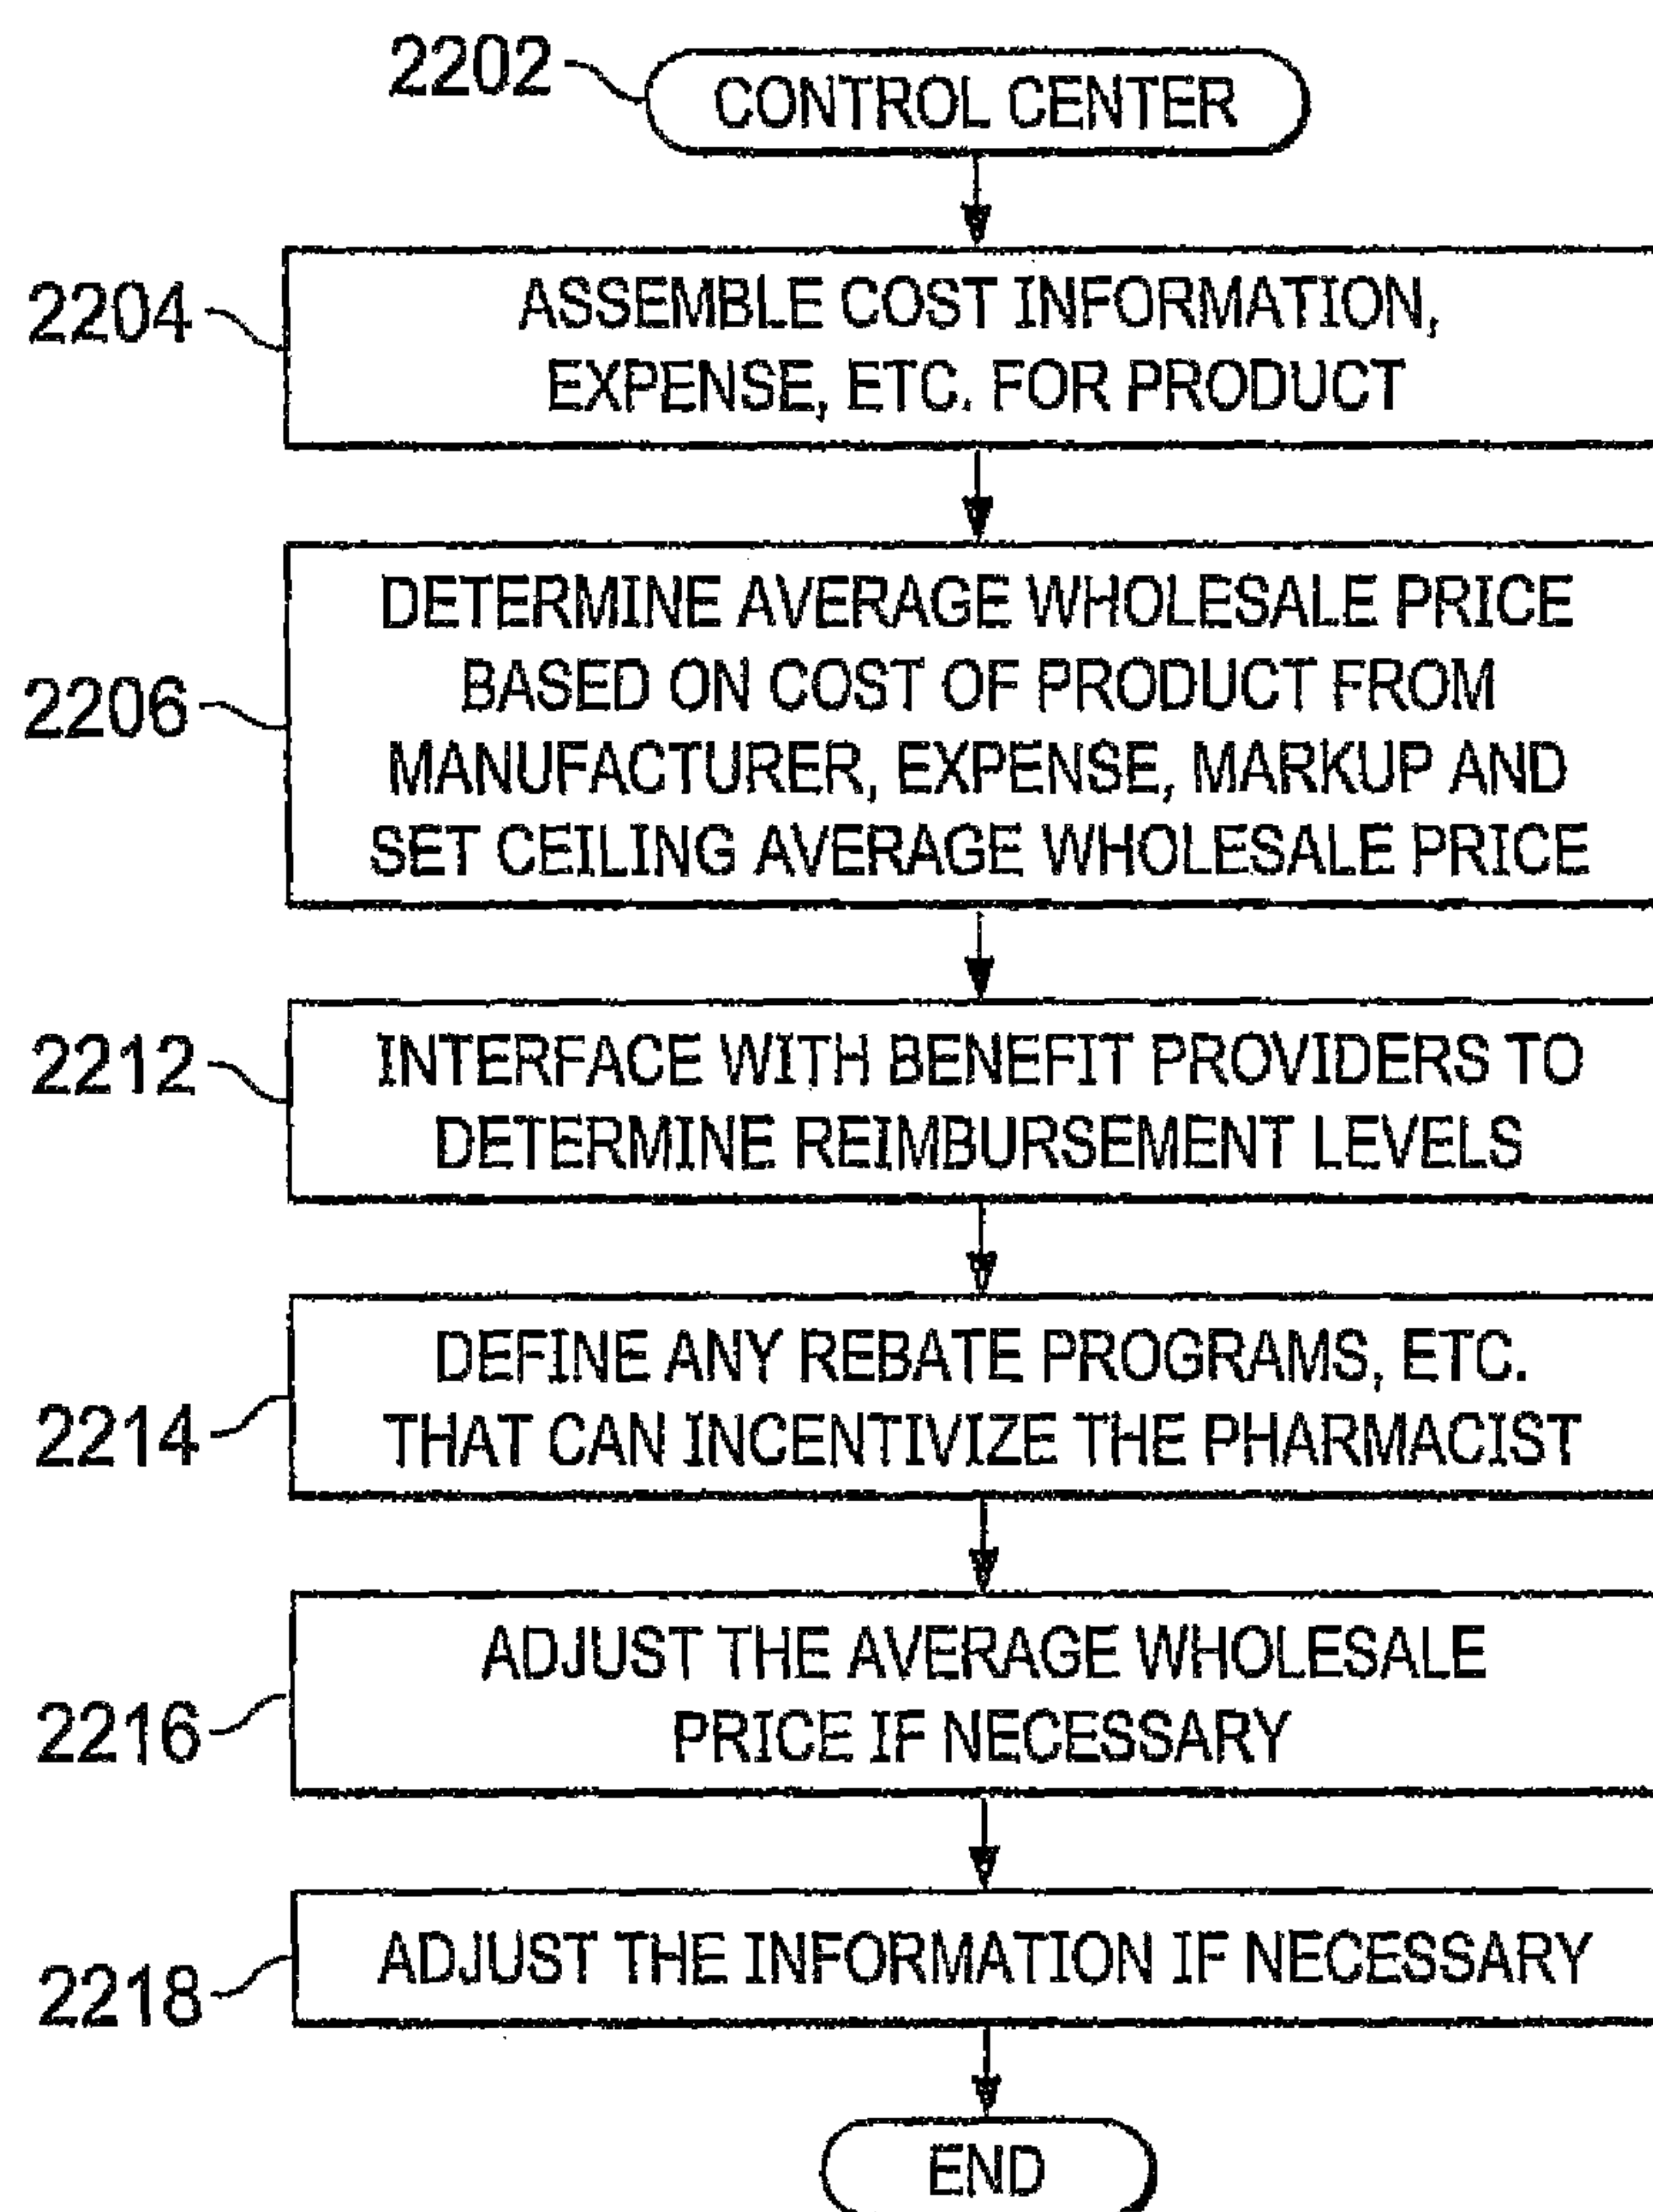 2202
CONTROL CENTER
2204
ASSEMBLE COST INFORMATION,
EXPENSE, ETC. FOR PRODUCT
2206
DETERMINE AVERAGE WHOLESALE PRICE
BASED ON COST OF PRODUCT FROM
MANUFACTURER, EXPENSE, MARKUP AND
SET CEILING AVERAGE WHOLESALE PRICE
2212
INTERFACE WITH BENEFIT PROVIDERS TO
DETERMINE REIMBURSEMENT LEVELS
2214
DEFINE ANY REBATE PROGRAMS, ETC.
THAT CAN INCENTIVIZE THE PHARMACIST
2216
ADJUST THE AVERAGE WHOLESALE
PRICE IF NECESSARY
2218
ADJUST THE INFORMATION IF NECESSARY
END